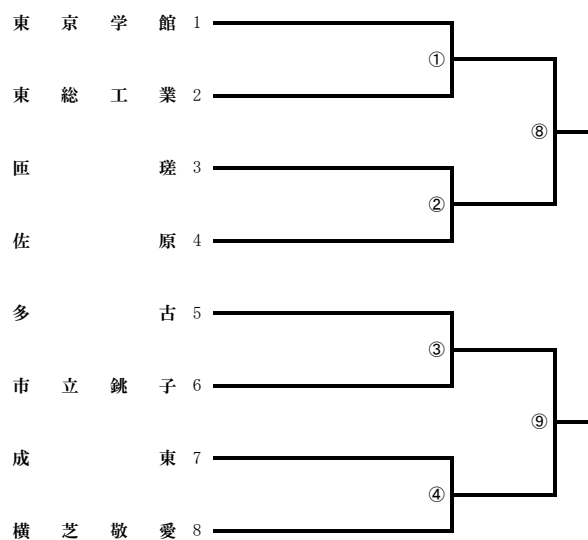 東京学館 1
①
東総工業 2
⑧
匝瑳 3
②
佐原 4
多古 5
③
市立銚子 6
⑨
成東 7
④
横芝敬愛 8